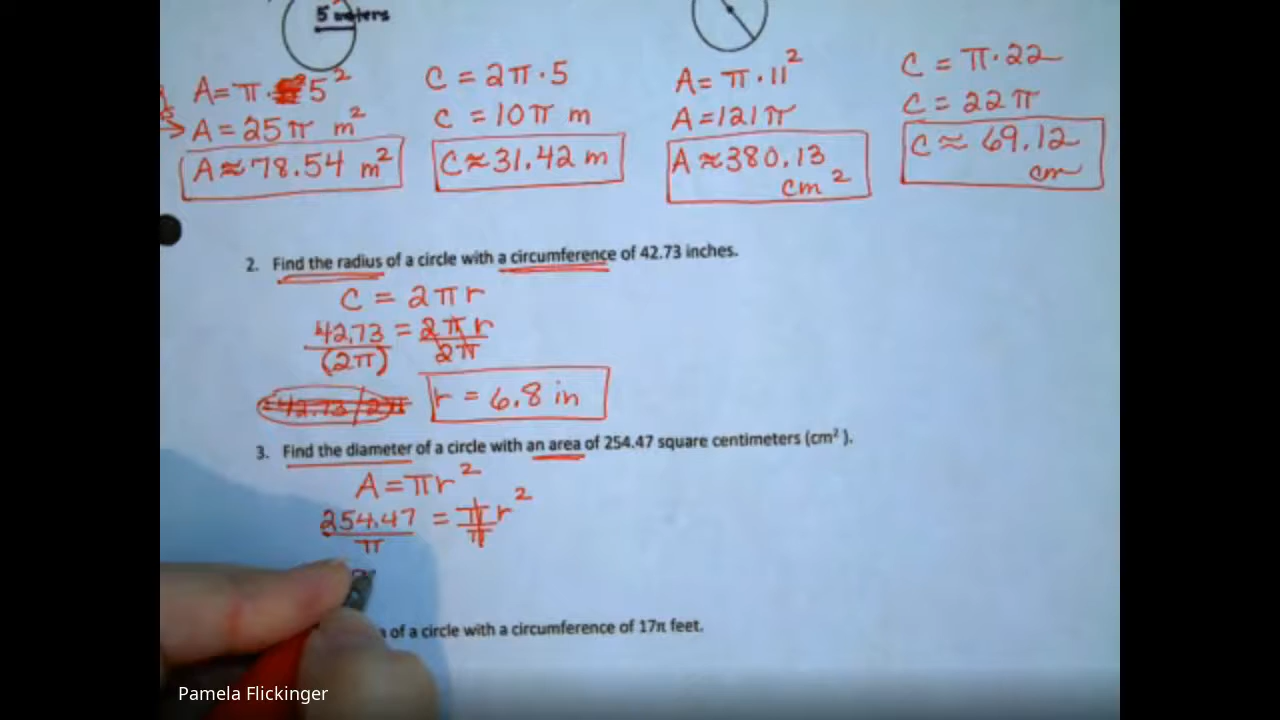 5 meters
A = π · 5²
A = 25π m²
A ≈ 78.54 m²
C = 2π · 5
C = 10π m
C ≈ 31.42 m
A = π · 11²
A = 121π
A ≈ 380.13
cm²
C = π · 22
C = 22π
C ≈ 69.12
cm
2. Find the radius of a circle with a circumference of 42.73 inches.
C = 2πr
42.73 = 2πr
(2π) 2π
r = 6.8 in
3. Find the diameter of a circle with an area of 254.47 square centimeters (cm²).
A = πr²
254.47 = πr²
π π
of a circle with a circumference of 17π feet.
Pamela Flickinger